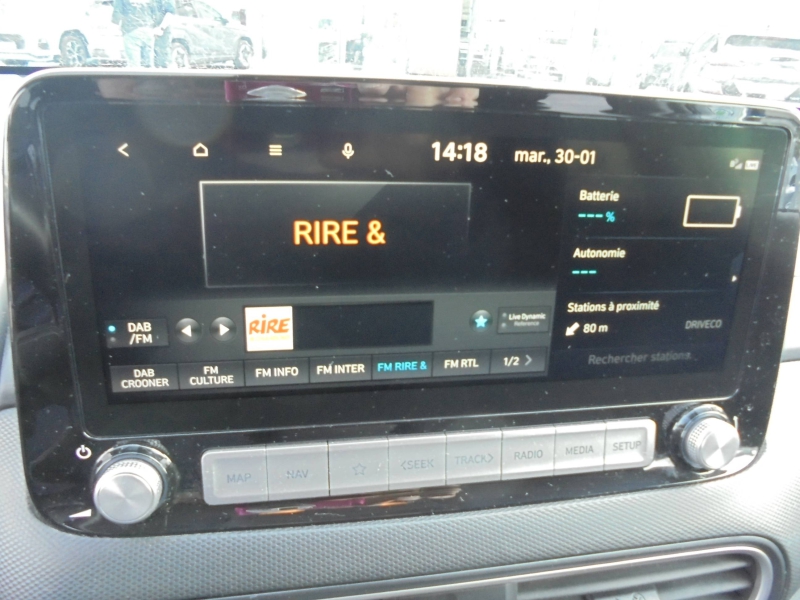 14:18 mar., 30-01
RIRE &
Batterie
---%
Autonomie
---
Stations à proximité
80 m DRIVECO
Rechercher stations
DAB
/FM
RIRE
Live Dynamic
Reference
DAB
CROONER
FM
CULTURE
FM INFO
FM INTER
FM RIRE &
FM RTL
1/2
MAP
NAV
<SEEK
TRACK>
RADIO
MEDIA
SETUP